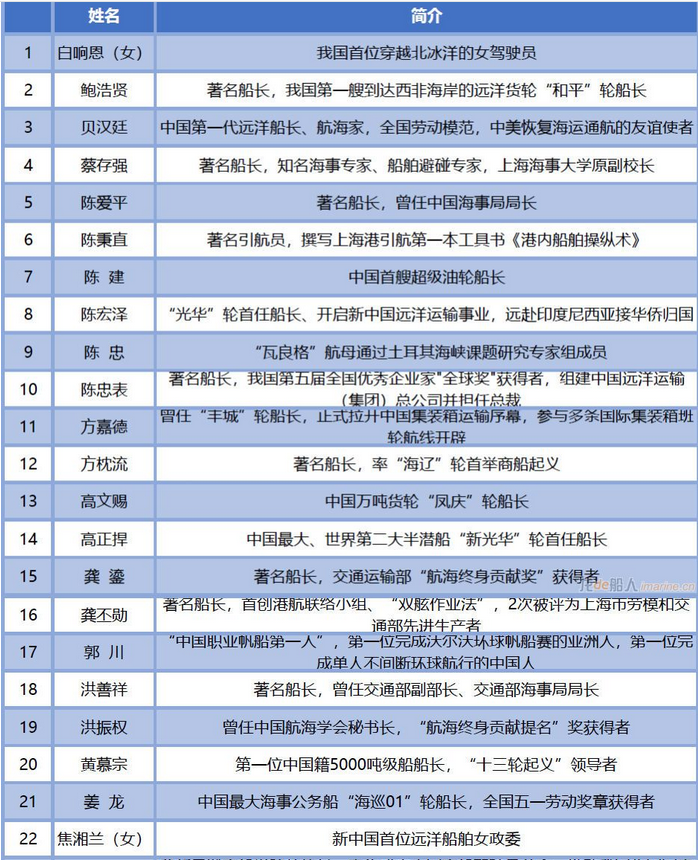 姓名 简介
1 白响恩（女） 我国首位穿越北冰洋的女驾驶员
2 鲍浩贤 著名船长，我国第一艘到达西非海岸的远洋货轮“和平”轮船长
3 贝汉廷 中国第一代远洋船长、航海家，全国劳动模范，中美恢复海运通航的友谊使者
4 蔡存强 著名船长，知名海事专家、船舶避碰专家，上海海事大学原副校长
5 陈爱平 著名船长，曾任中国海事局局长
6 陈秉直 著名引航员，撰写上海港引航第一本工具书《港内船舶操纵术》
7 陈 建 中国首艘超级油轮船长
8 陈宏泽 “光华”轮首任船长、开启新中国远洋运输事业，远赴印度尼西亚接华侨归国
9 陈 忠 “瓦良格”航母通过土耳其海峡课题研究专家组成员
10 陈忠表 著名船长，我国第五届全国优秀企业家"全球奖"获得者，组建中国远洋运输
（集团）总公司并担任总裁
11 方嘉德 曾任“丰城”轮船长，正式拉开中国集装箱运输序幕，参与多条国际集装箱班
轮航线开辟
12 方枕流 著名船长，率“海辽”轮首举商船起义
13 高文赐 中国万吨货轮“凤庆”轮船长
14 高正捍 中国最大、世界第二大半潜船“新光华”轮首任船长
15 龚 鎏 著名船长，交通运输部“航海终身贡献奖”获得者
龙de船人 imarine.cn
16 龚丕勋 著名船长，首创港航联络小组、“双舷作业法”，2次被评为上海市劳模和交
通部先进生产者
17 郭 川 “中国职业帆船第一人”，第一位完成沃尔沃环球帆船赛的亚洲人，第一位完
成单人不间断环球航行的中国人
18 洪善祥 著名船长，曾任交通部副部长、交通部海事局局长
19 洪振权 曾任中国航海学会秘书长，“航海终身贡献提名”奖获得者
20 黄慕宗 第一位中国籍5000吨级船船长，“十三轮起义”领导者
21 姜 龙 中国最大海事公务船“海巡01”轮船长，全国五一劳动奖章获得者
22 焦湘兰（女） 新中国首位远洋船舶女政委